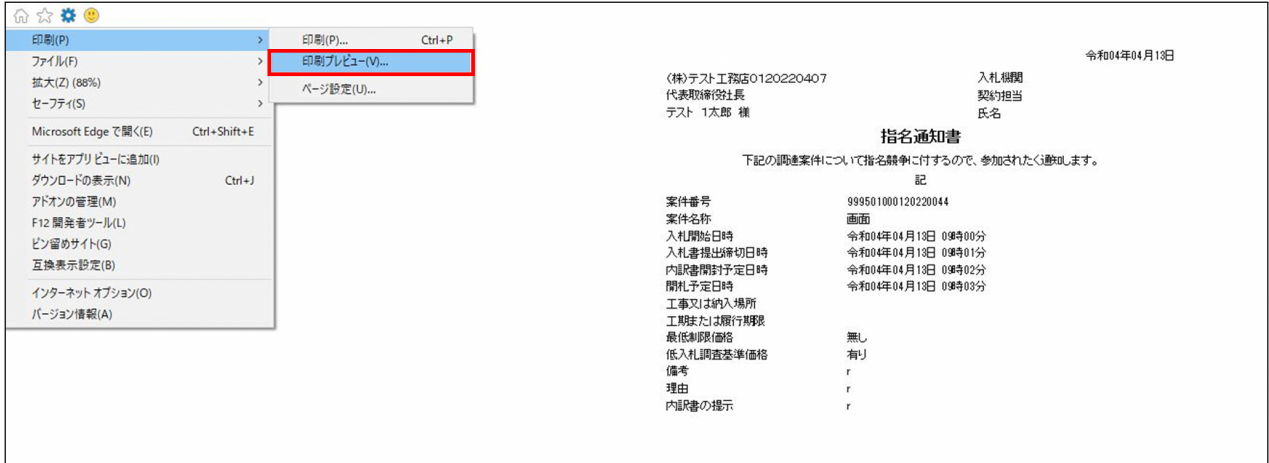 印刷(P) >
ファイル(F) >
拡大(Z) (88%) >
セーフティ(S) >
Microsoft Edge で開く(E) Ctrl+Shift+E
サイトをアプリ ビューに追加(I)
ダウンロードの表示(N) Ctrl+J
アドオンの管理(M)
F12 開発者ツール(L)
ピン留めサイト(G)
互換表示設定(B)
インターネット オプション(O)
バージョン情報(A)
印刷(P)... Ctrl+P
印刷プレビュー(V)...
ページ設定(U)...
令和04年04月13日
(株)テスト工務店0120220407 入札機関
代表取締役社長 契約担当
テスト 1太郎 様 氏名
指名通知書
下記の調達案件について指名競争に付するので、参加されたく通知します。
記
案件番号 999501000120220044
案件名称 画面
入札開始日時 令和04年04月13日 09時00分
入札書提出締切日時 令和04年04月13日 09時01分
内訳書開封予定日時 令和04年04月13日 09時02分
開札予定日時 令和04年04月13日 09時03分
工事又は納入場所
工期または履行期限
最低制限価格 無し
低入札調査基準価格 有り
備考 r
理由 r
内訳書の提示 r